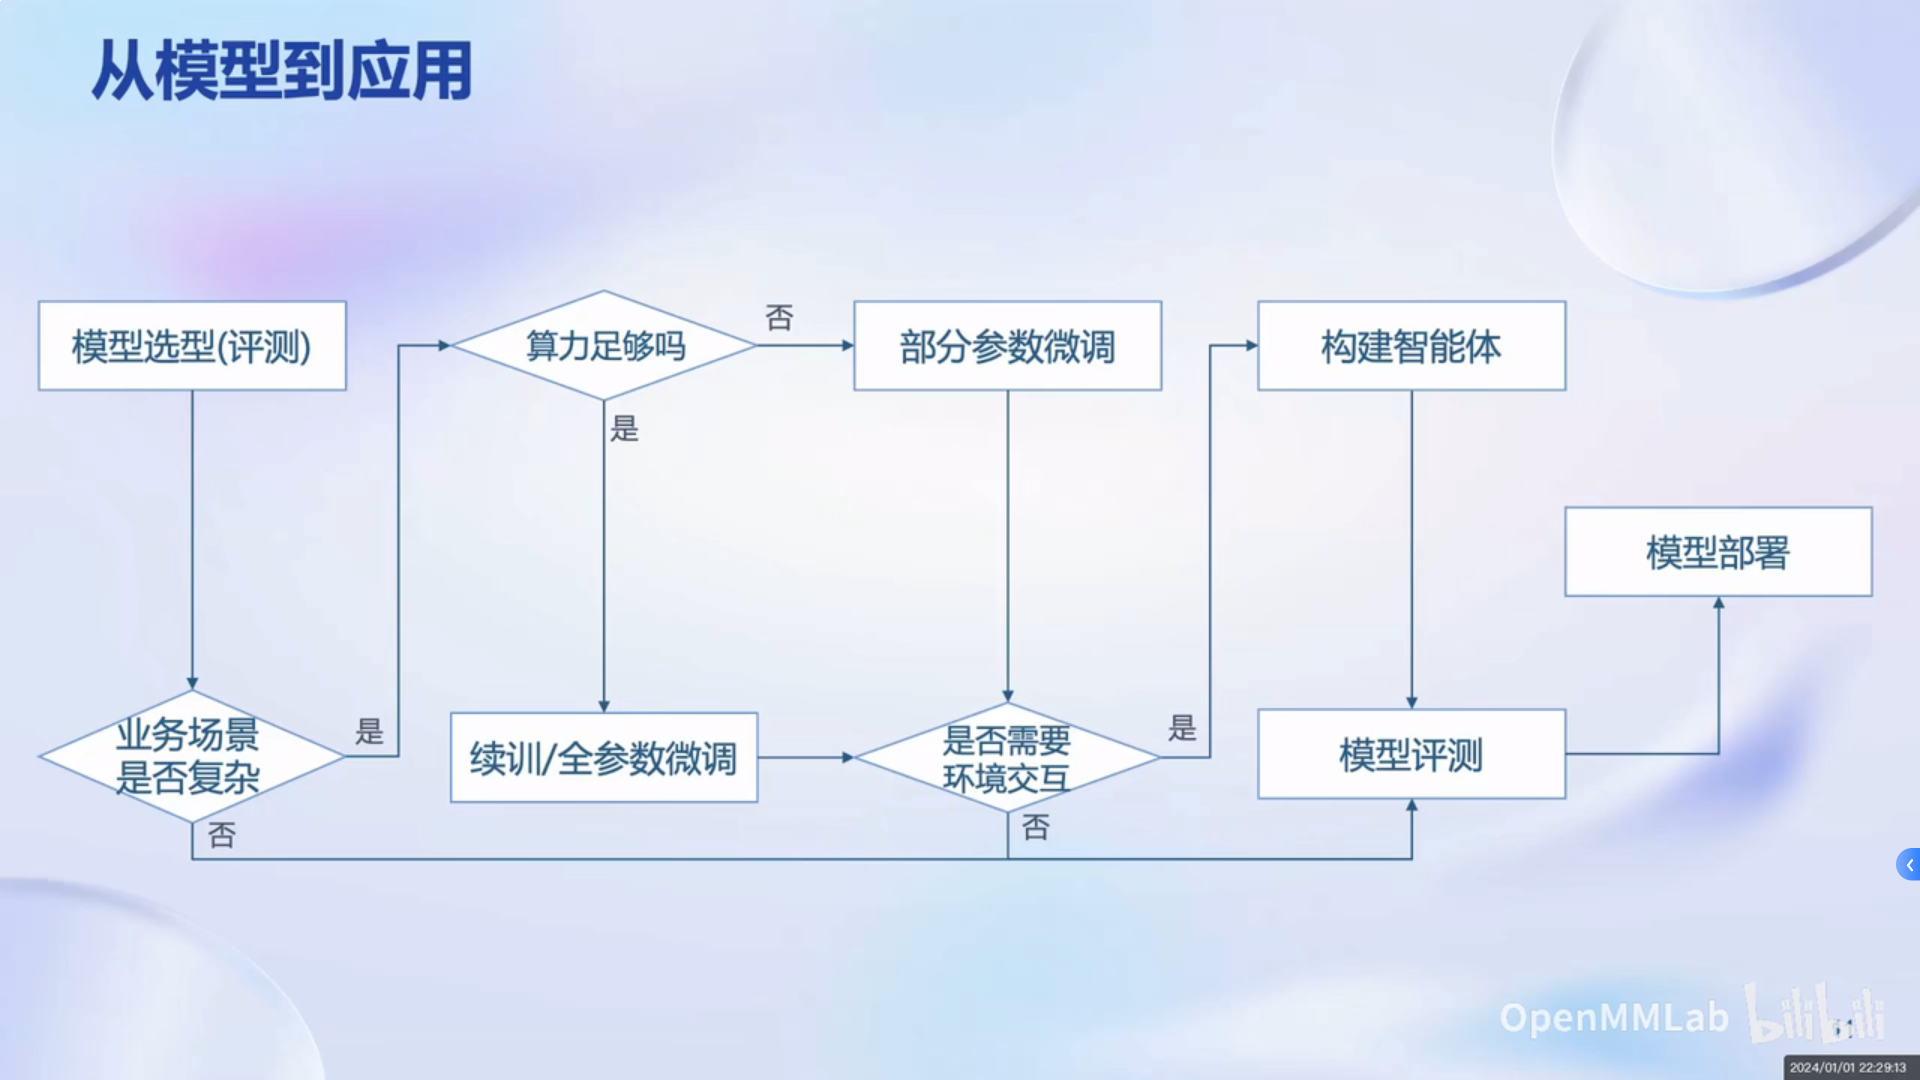 从模型到应用
模型选型(评测)
算力足够吗
否
部分参数微调
构建智能体
是
模型部署
业务场景
是否复杂
是
否
续训/全参数微调
是否需要
环境交互
是
否
模型评测
OpenMMLab
bilibili
2024/01/01 22:29:13